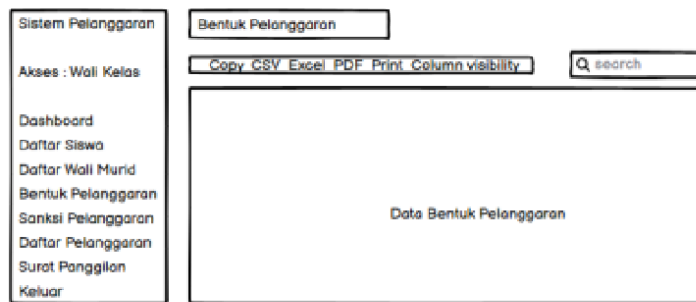 Sistem Pelanggaran
Akses : Wali Kelas
Dashboard
Daftar Siswa
Daftar Wali Murid
Bentuk Pelanggaran
Sanksi Pelanggaran
Daftar Pelanggaran
Surat Panggilan
Keluar
Bentuk Pelanggaran
Copy CSV Excel PDF Print Column visibility
search
Data Bentuk Pelanggaran